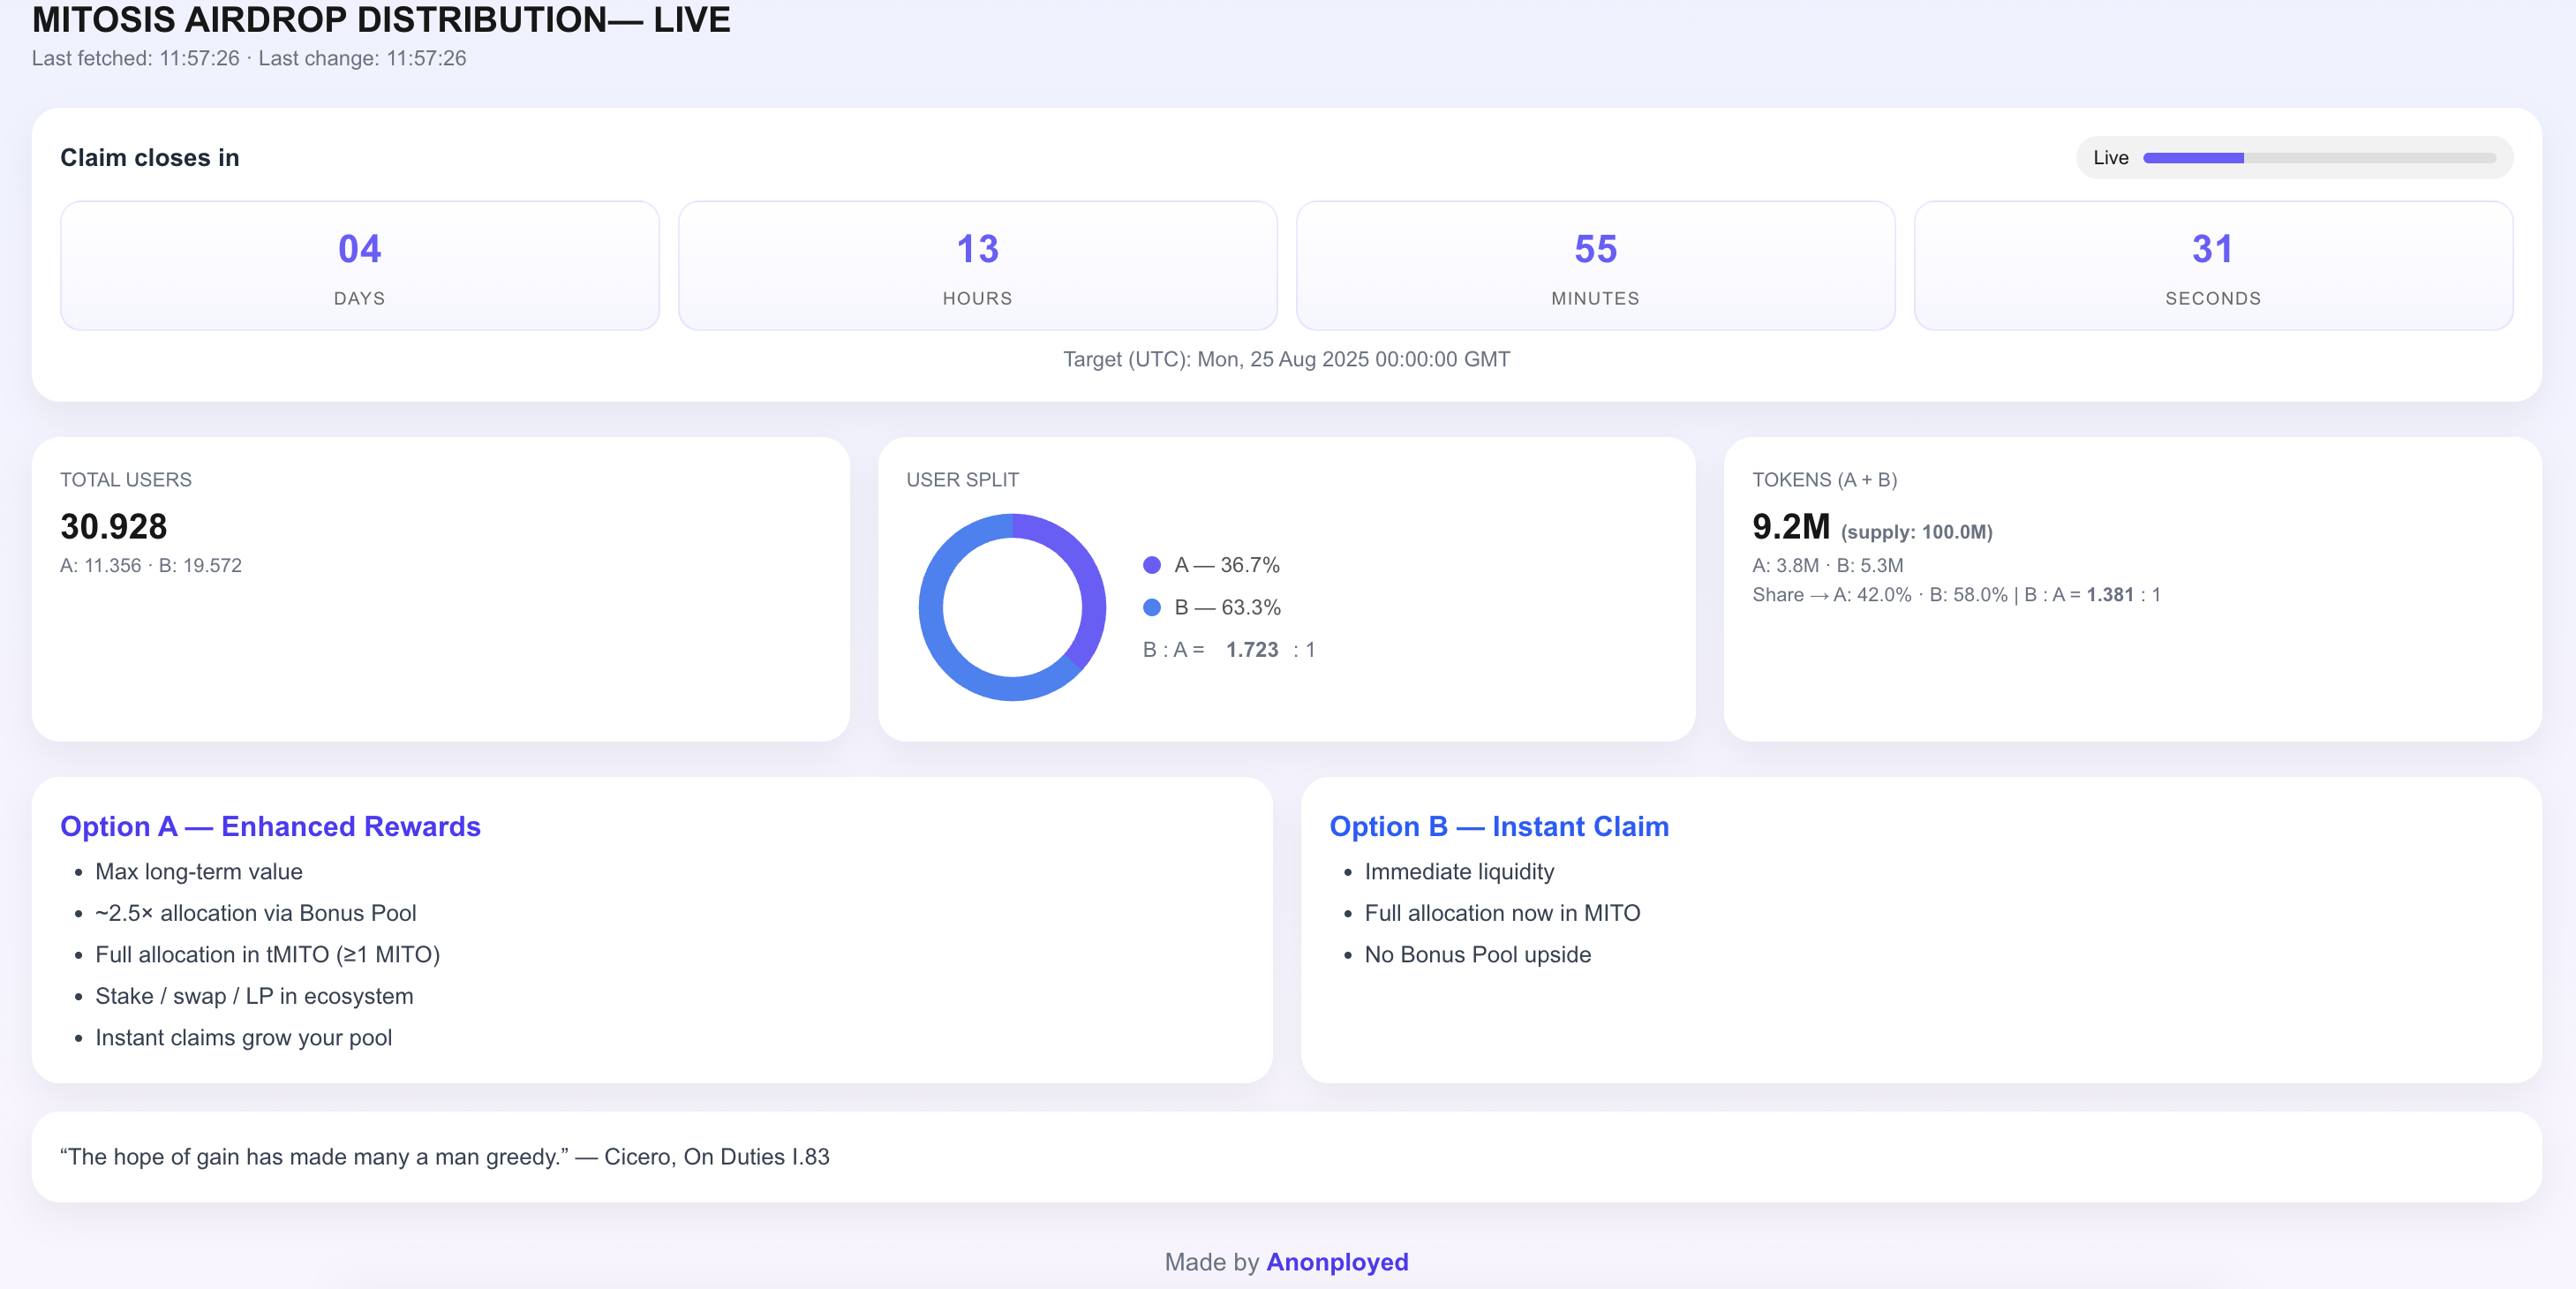 MITOSIS AIRDROP DISTRIBUTION— LIVE
Last fetched: 11:57:26 · Last change: 11:57:26
Claim closes in
Live
04
DAYS
13
HOURS
55
MINUTES
31
SECONDS
Target (UTC): Mon, 25 Aug 2025 00:00:00 GMT
TOTAL USERS
30.928
A: 11.356 · B: 19.572
USER SPLIT
A — 36.7%
B — 63.3%
B : A = 1.723 : 1
TOKENS (A + B)
9.2M (supply: 100.0M)
A: 3.8M · B: 5.3M
Share → A: 42.0% · B: 58.0% | B : A = 1.381 : 1
Option A — Enhanced Rewards
• Max long-term value
• ~2.5× allocation via Bonus Pool
• Full allocation in tMITO (≥1 MITO)
• Stake / swap / LP in ecosystem
• Instant claims grow your pool
Option B — Instant Claim
• Immediate liquidity
• Full allocation now in MITO
• No Bonus Pool upside
“The hope of gain has made many a man greedy.” — Cicero, On Duties I.83
Made by Anonployed